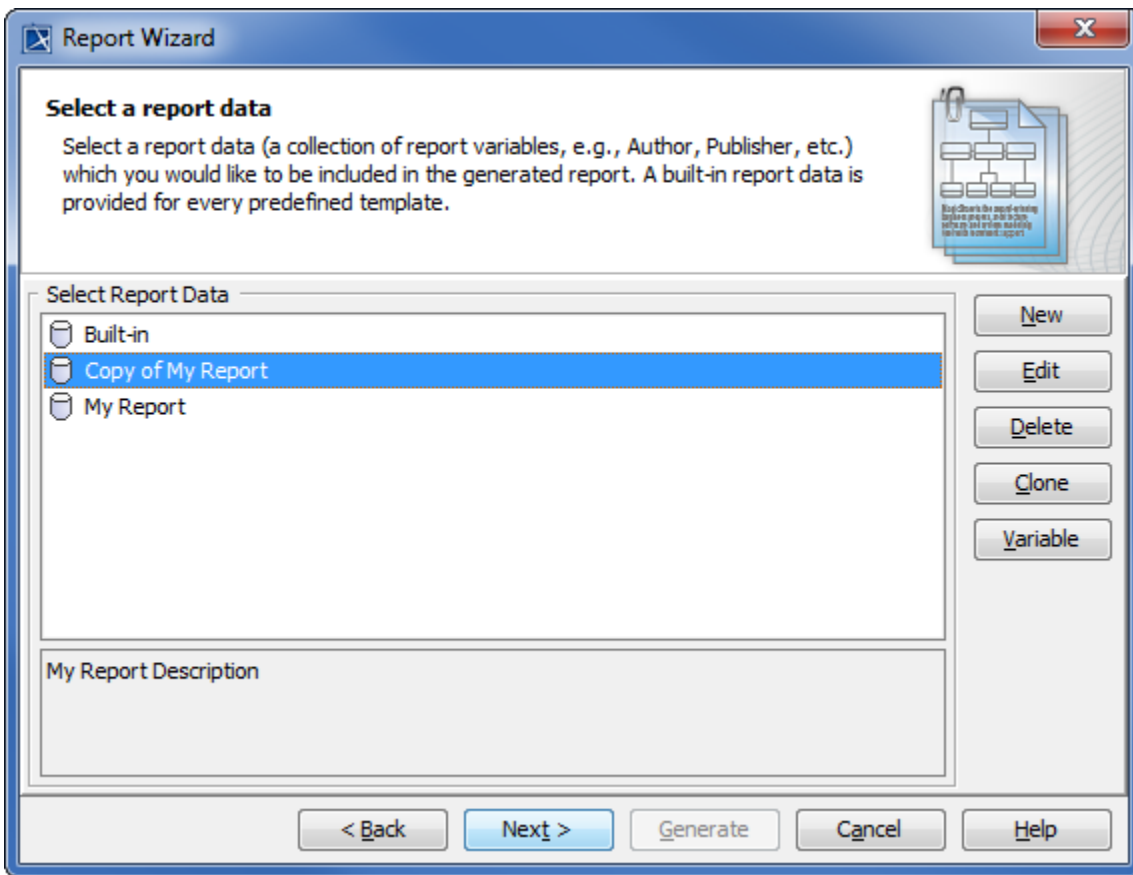 Report Wizard
Select a report data
Select a report data (a collection of report variables, e.g., Author, Publisher, etc.)
which you would like to be included in the generated report. A built-in report data is
provided for every predefined template.
Select Report Data
Built-in
Copy of My Report
My Report
New
Edit
Delete
Clone
Variable
My Report Description
< Back
Next >
Generate
Cancel
Help